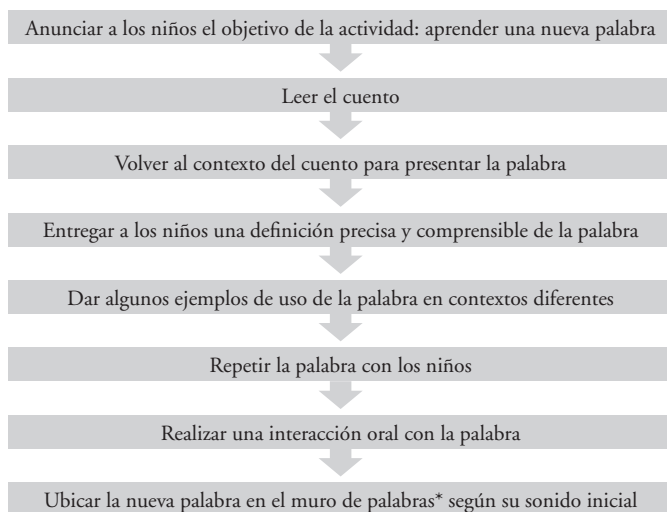 Anunciar a los niños el objetivo de la actividad: aprender una nueva palabra
Leer el cuento
Volver al contexto del cuento para presentar la palabra
Entregar a los niños una definición precisa y comprensible de la palabra
Dar algunos ejemplos de uso de la palabra en contextos diferentes
Repetir la palabra con los niños
Realizar una interacción oral con la palabra
Ubicar la nueva palabra en el muro de palabras* según su sonido inicial